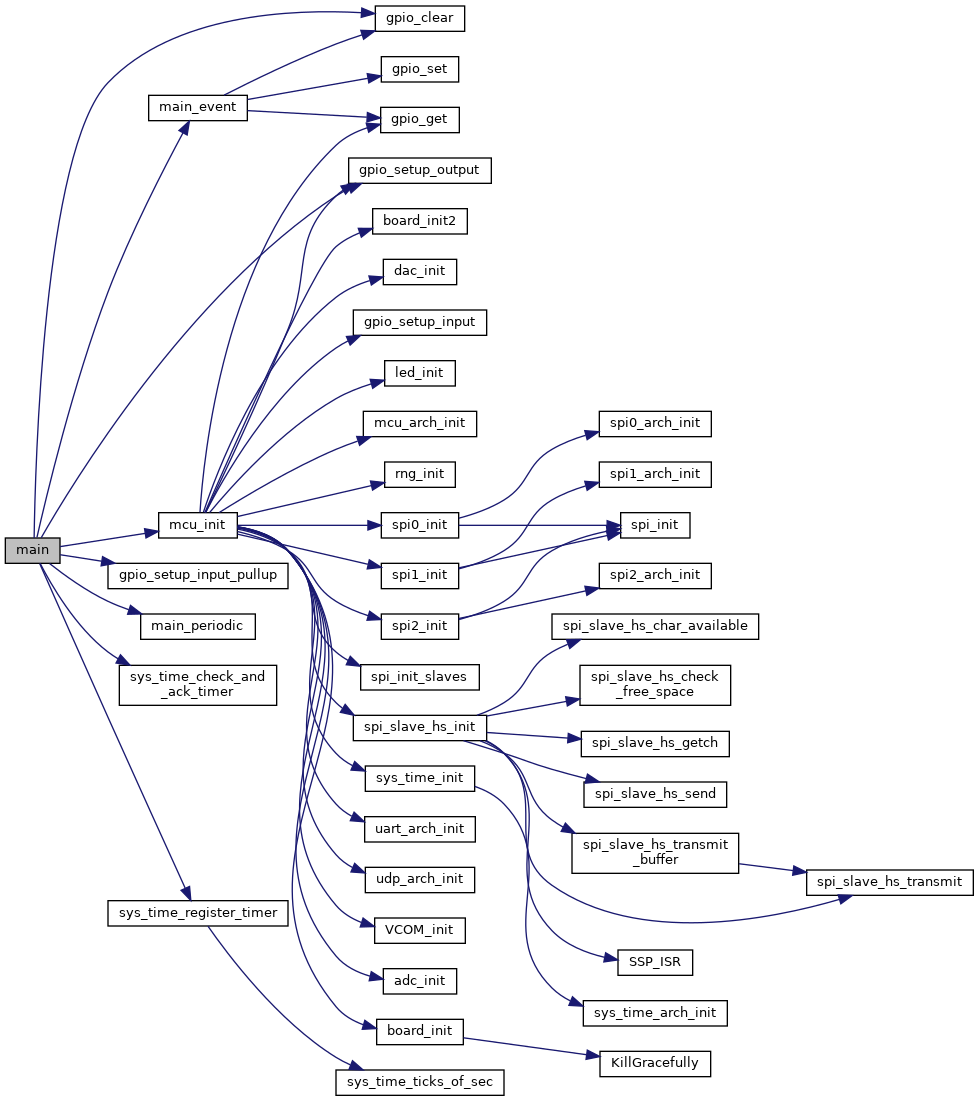 gpio_clear
gpio_set
main_event
gpio_get
gpio_setup_output
board_init2
dac_init
gpio_setup_input
led_init
mcu_arch_init
spi0_arch_init
rng_init
spi1_arch_init
mcu_init
spi0_init
spi_init
main
gpio_setup_input_pullup
spi1_init
spi2_arch_init
main_periodic
spi2_init
spi_slave_hs_char_available
sys_time_check_and
_ack_timer
spi_init_slaves
spi_slave_hs_check
_free_space
spi_slave_hs_init
spi_slave_hs_getch
sys_time_init
spi_slave_hs_send
uart_arch_init
spi_slave_hs_transmit
_buffer
udp_arch_init
spi_slave_hs_transmit
sys_time_register_timer
VCOM_init
SSP_ISR
adc_init
sys_time_arch_init
board_init
KillGracefully
sys_time_ticks_of_sec